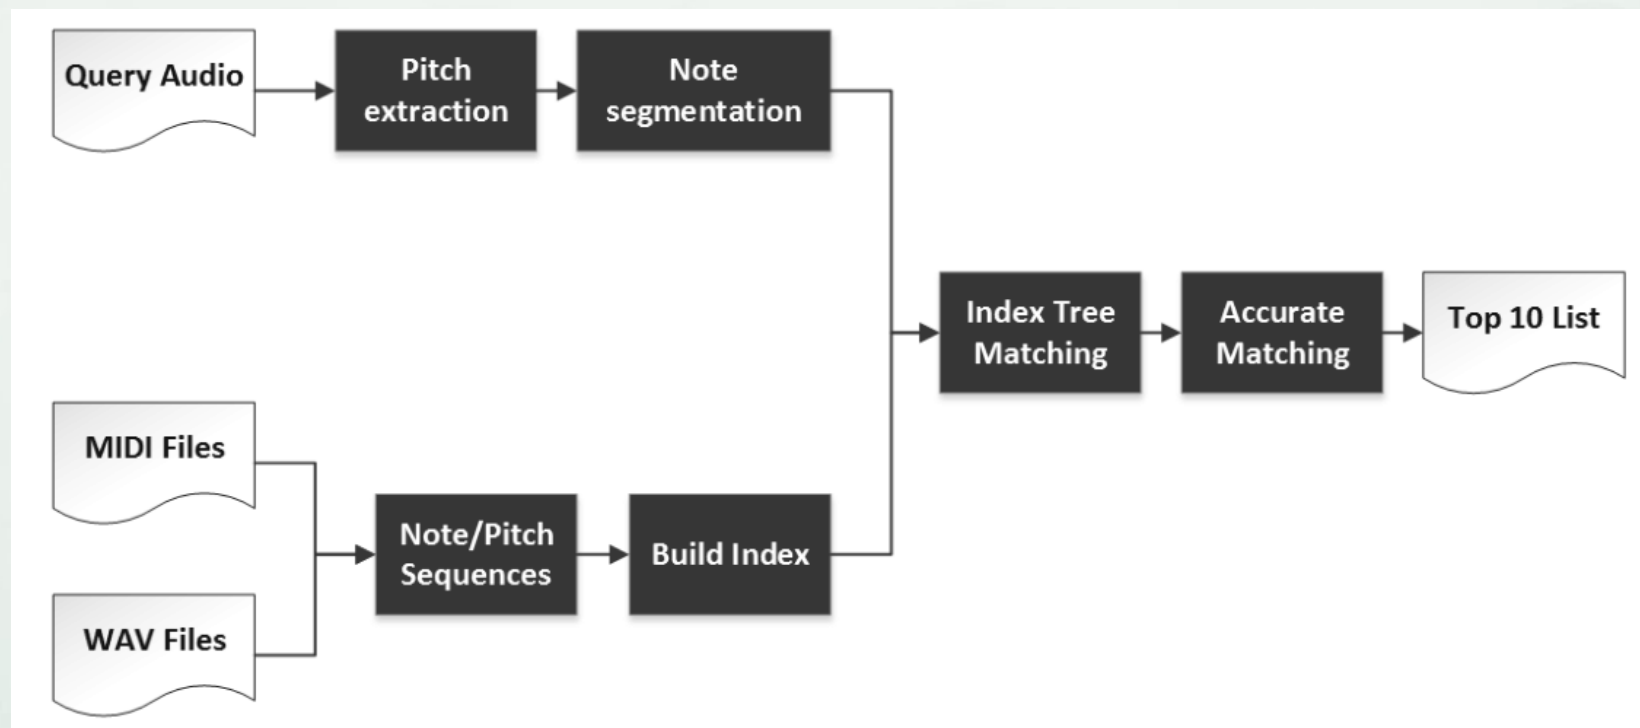 Query Audio
Pitch
extraction
Note
segmentation
Index Tree
Matching
Accurate
Matching
Top 10 List
MIDI Files
Note/Pitch
Sequences
Build Index
WAV Files